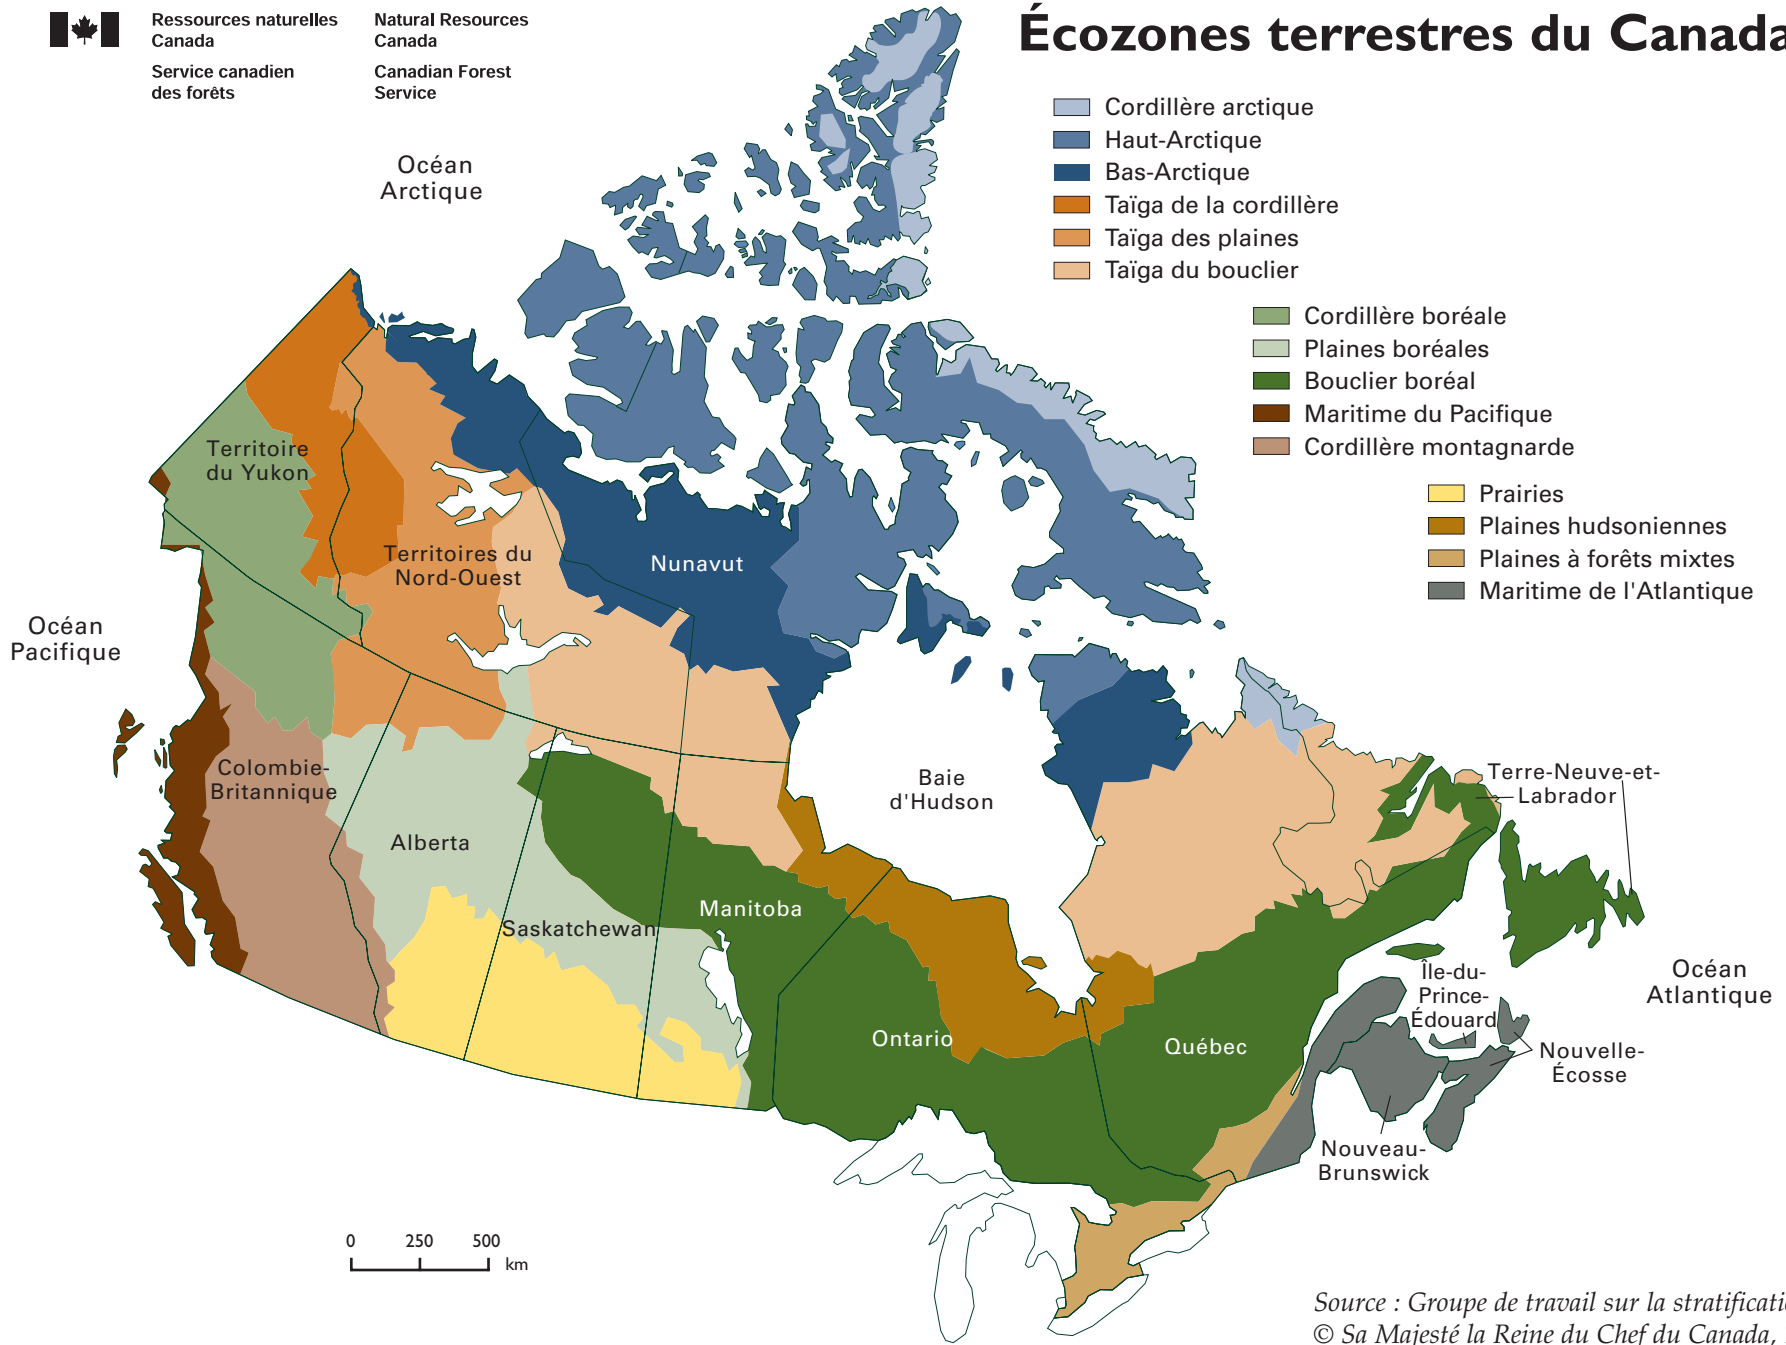 Ressources naturelles
Canada
Service canadien
des forêts
Natural Resources
Canada
Canadian Forest
Service
Écozones terrestres du Canada
Cordillère arctique
Haut-Arctique
Bas-Arctique
Taïga de la cordillère
Taïga des plaines
Taïga du bouclier
Cordillère boréale
Plaines boréales
Bouclier boréal
Maritime du Pacifique
Cordillère montagnarde
Prairies
Plaines hudsoniennes
Plaines à forêts mixtes
Maritime de l'Atlantique
Océan
Arctique
Territoire
du Yukon
Territoires du
Nord-Ouest
Nunavut
Océan
Pacifique
Colombie-
Britannique
Alberta
Saskatchewan
Manitoba
Baie
d'Hudson
Terre-Neuve-et-
Labrador
Ontario
Québec
Île-du-
Prince-
Édouard
Océan
Atlantique
Nouvelle-
Écosse
Nouveau-
Brunswick
0 250 500
km
Source : Groupe de travail sur la
© Sa Majesté la Reine du Chef du Canada,